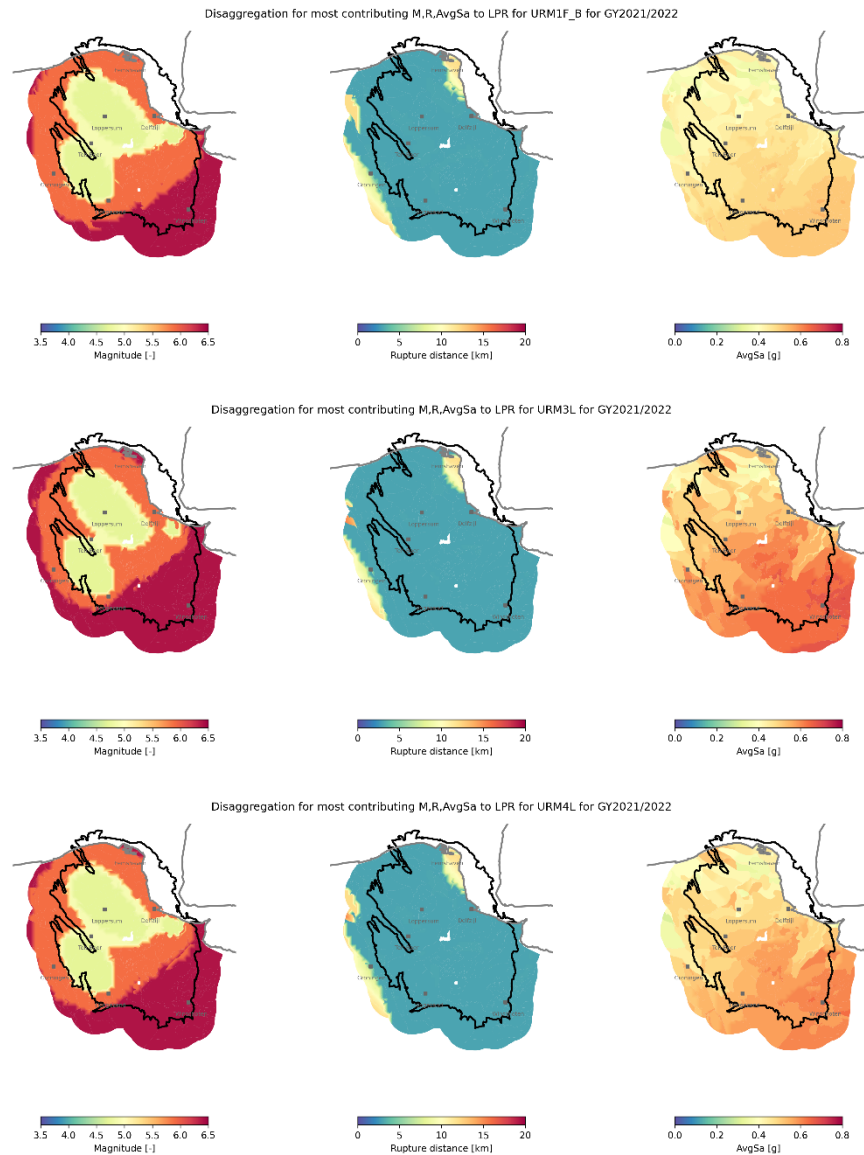 Disaggregation for most contributing M,R,AvgSa to LPR for URM1F_B for GY2021/2022
Loppersum
Delfzijl
3.5 4.0 4.5 5.0 5.5 6.0 6.5
Magnitude [-]
0 5 10 15 20
Rupture distance [km]
0.0 0.2 0.4 0.6 0.8
AvgSa [g]
Disaggregation for most contributing M,R,AvgSa to LPR for URM3L for GY2021/2022
Loppersum
Delfzijl
3.5 4.0 4.5 5.0 5.5 6.0 6.5
Magnitude [-]
0 5 10 15 20
Rupture distance [km]
0.0 0.2 0.4 0.6 0.8
AvgSa [g]
Disaggregation for most contributing M,R,AvgSa to LPR for URM4L for GY2021/2022
Loppersum
Delfzijl
3.5 4.0 4.5 5.0 5.5 6.0 6.5
Magnitude [-]
0 5 10 15 20
Rupture distance [km]
0.0 0.2 0.4 0.6 0.8
AvgSa [g]